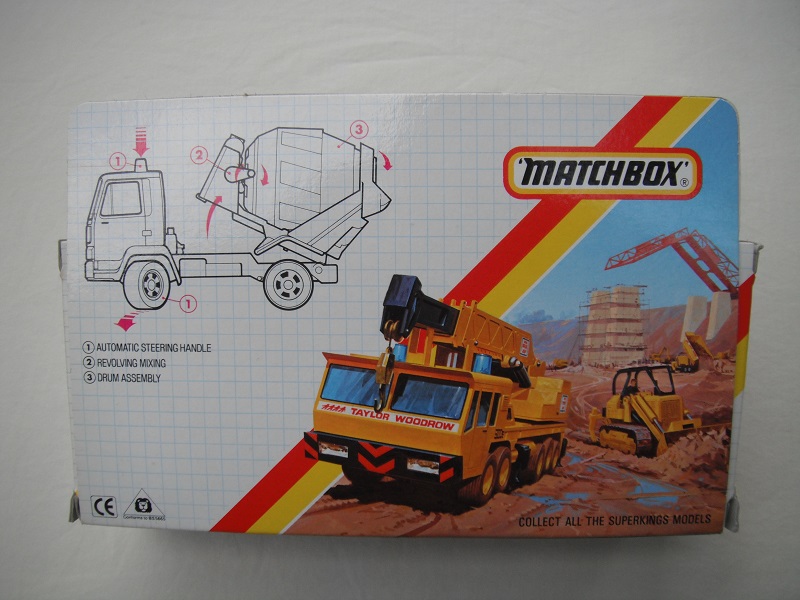 1
2
3
1
'MATCHBOX'®
1 AUTOMATIC STEERING HANDLE
2 REVOLVING MIXING
3 DRUM ASSEMBLY
TAYLOR WOODROW
CE
COLLECT ALL THE SUPERKINGS MODELS